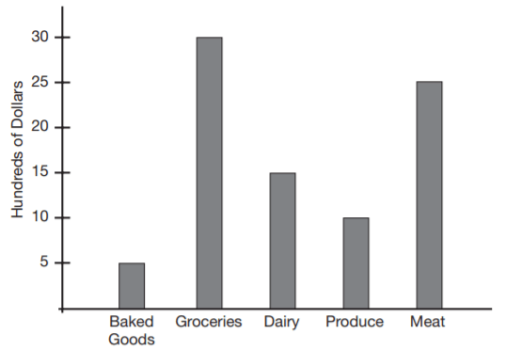 Hundreds of Dollars
30
25
20
15
10
5
Baked Goods
Groceries
Dairy
Produce
Meat